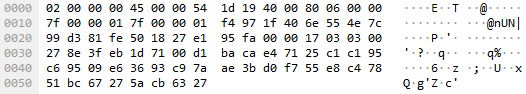 0000 02 00 00 00 45 00 00 54 1d 19 40 00 80 06 00 00 ····E··T ··@·····
0010 7f 00 00 01 7f 00 00 01 f4 97 1f 40 6e 55 4e 7c ········ ···@nUN|
0020 99 d3 81 fe 50 18 27 e1 95 fa 00 00 17 03 03 00 ····P·'· ········
0030 27 8e 3f eb 1d 71 00 d1 ba ca e4 71 25 c1 c1 95 '·?··q·· ···q%···
0040 c6 95 09 e6 36 93 c9 7a ae 3b d0 f7 55 e8 c4 78 ····6··z ·;··U··x
0050 51 bc 67 27 5a cb 63 27 Q·g'Z·c'